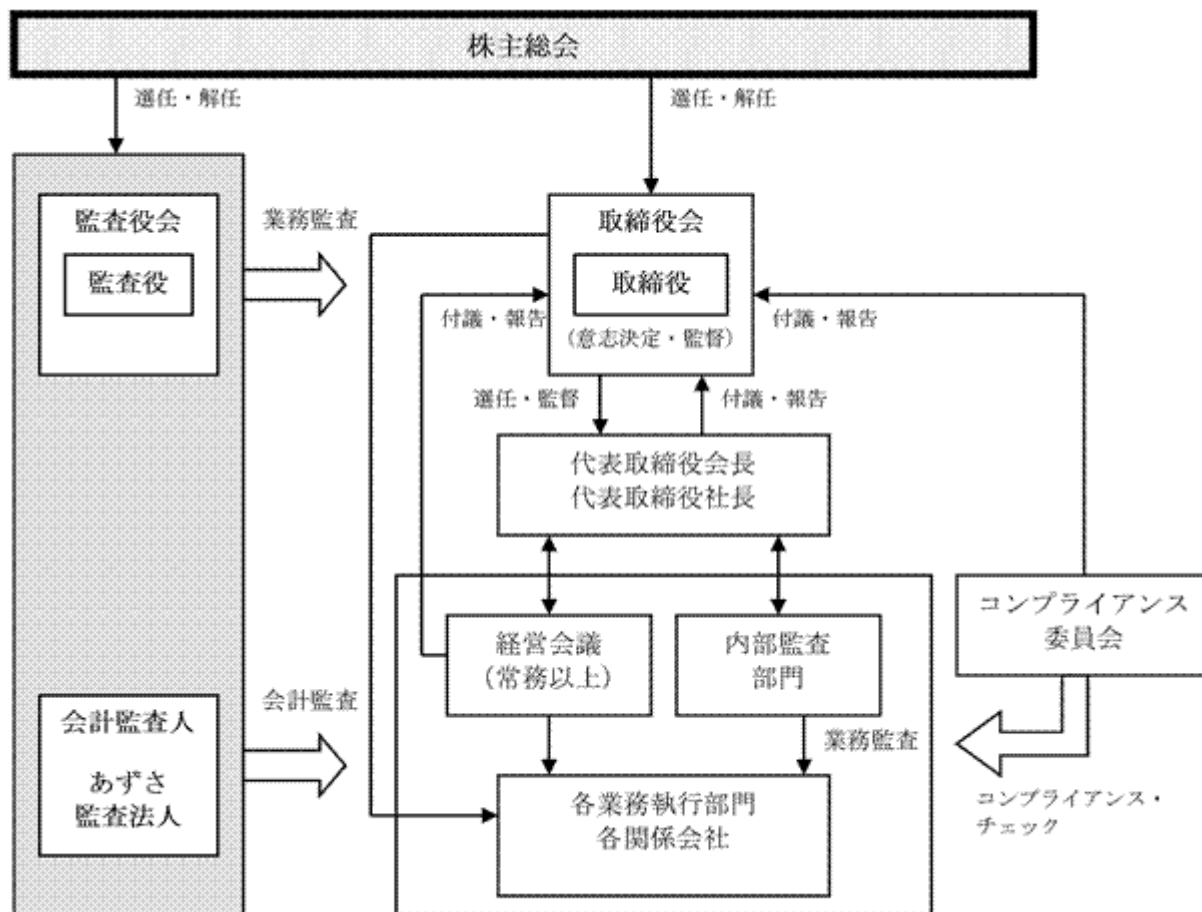 株主総会
選任・解任
選任・解任
監査役会
監査役
業務監査
取締役会
取締役
(意志決定・監督)
付議・報告
付議・報告
選任・監督
付議・報告
代表取締役会長
代表取締役社長
経営会議
(常務以上)
内部監査
部門
コンプライアンス
委員会
会計監査人
あずさ
監査法人
会計監査
業務監査
各業務執行部門
各関係会社
コンプライアンス・
チェック